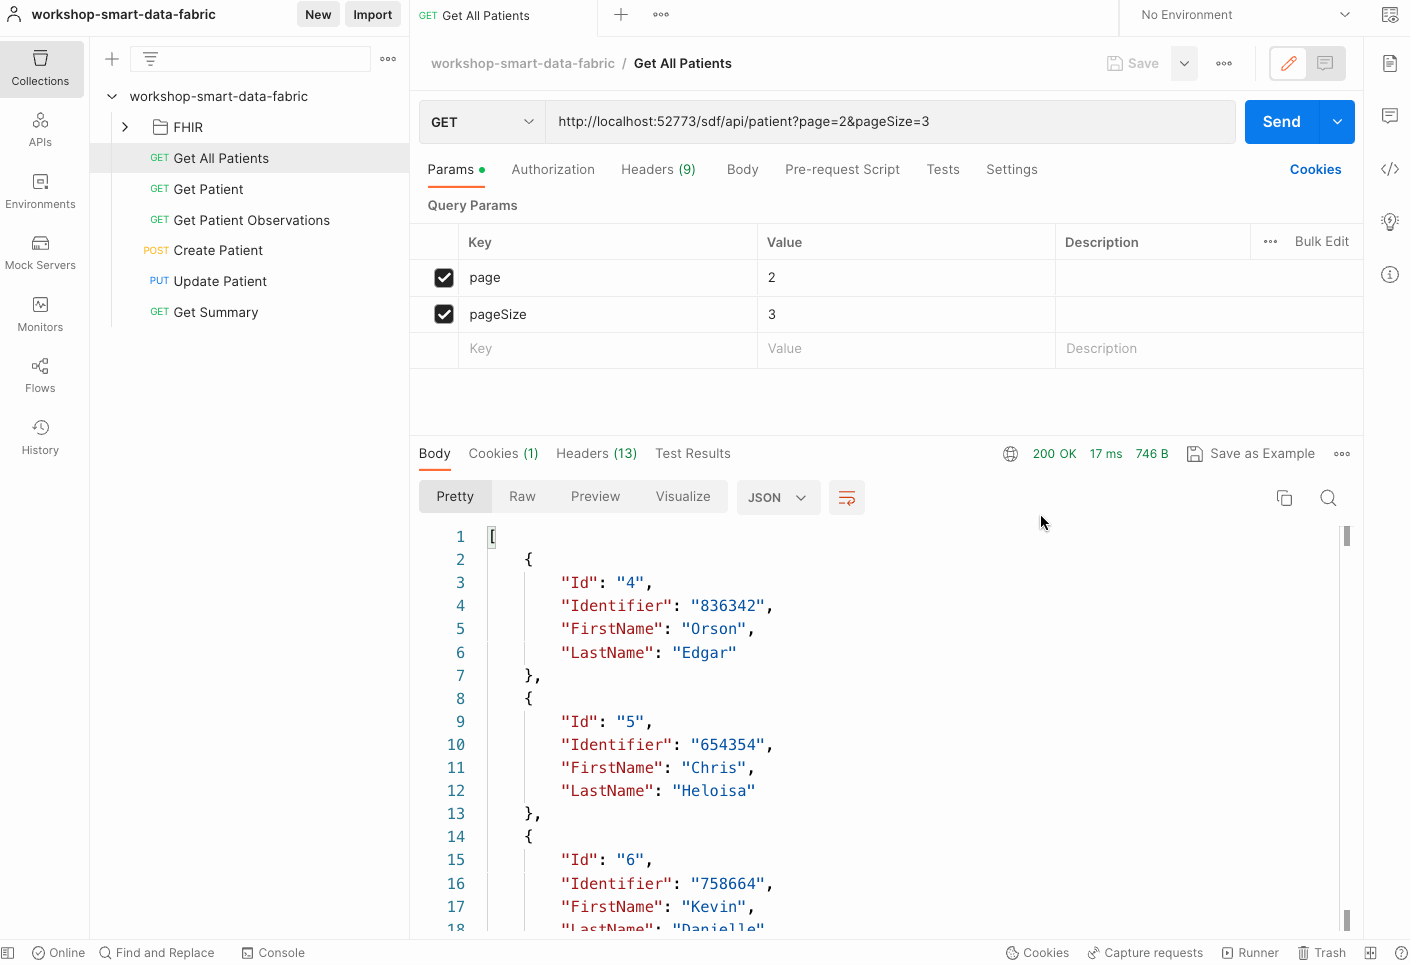 workshop-smart-data-fabric
New
Import
GET Get All Patients
No Environment
Collections
APIs
Environments
Mock Servers
Monitors
Flows
History
workshop-smart-data-fabric
FHIR
GET Get All Patients
GET Get Patient
GET Get Patient Observations
POST Create Patient
PUT Update Patient
GET Get Summary
workshop-smart-data-fabric / Get All Patients
Save
GET
http://localhost:52773/sdf/api/patient?page=2&pageSize=3
Send
Params Authorization Headers (9) Body Pre-request Script Tests Settings Cookies
Query Params
Key Value Description Bulk Edit
page 2
pageSize 3
Key Value Description
Body Cookies (1) Headers (13) Test Results 200 OK 17 ms 746 B Save as Example
Pretty Raw Preview Visualize JSON
1 [
2 {
3 "Id": "4",
4 "Identifier": "836342",
5 "FirstName": "Orson",
6 "LastName": "Edgar"
7 },
8 {
9 "Id": "5",
10 "Identifier": "654354",
11 "FirstName": "Chris",
12 "LastName": "Heloisa"
13 },
14 {
15 "Id": "6",
16 "Identifier": "758664",
17 "FirstName": "Kevin",
18 "LastName": "Danielle"
Online Find and Replace Console Cookies Capture requests Runner Trash